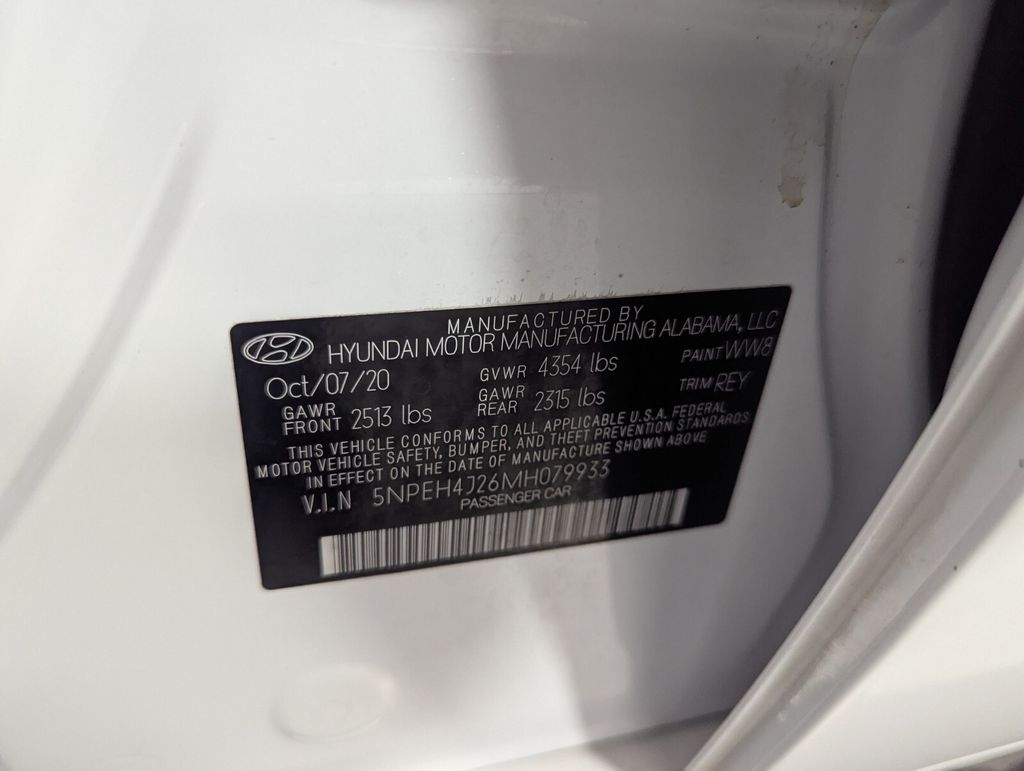 MANUFACTURED BY
HYUNDAI MOTOR MANUFACTURING ALABAMA, LLC
Oct/07/20 GVWR 4354 lbs PAINT WW8
GAWR FRONT 2513 lbs GAWR REAR 2315 lbs TRIM REY
THIS VEHICLE CONFORMS TO ALL APPLICABLE U.S.A. FEDERAL
MOTOR VEHICLE SAFETY, BUMPER, AND THEFT PREVENTION STANDARDS
IN EFFECT ON THE DATE OF MANUFACTURE SHOWN ABOVE
V.I.N 5NPEH4J26MH079933
PASSENGER CAR